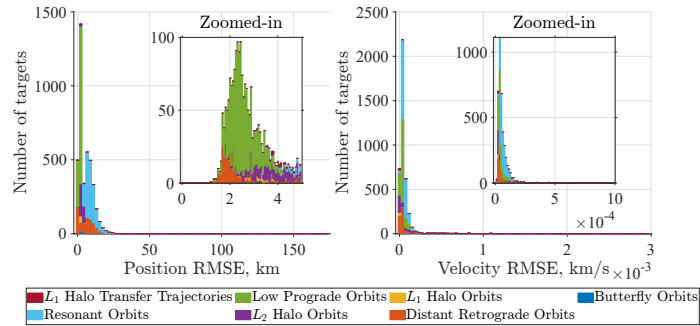 Zoomed-in
Zoomed-in
1500
1000
500
0
Number of targets
100
50
0
0 2 4
0 50 100 150
Position RMSE, km
2500
2000
1500
1000
500
0
Number of targets
1000
500
0
0 5 10
×10⁻⁴
0 1 2 3
Velocity RMSE, km/s ×10⁻³
L₁ Halo Transfer Trajectories Low Prograde Orbits L₁ Halo Orbits Butterfly Orbits
Resonant Orbits L₂ Halo Orbits Distant Retrograde Orbits